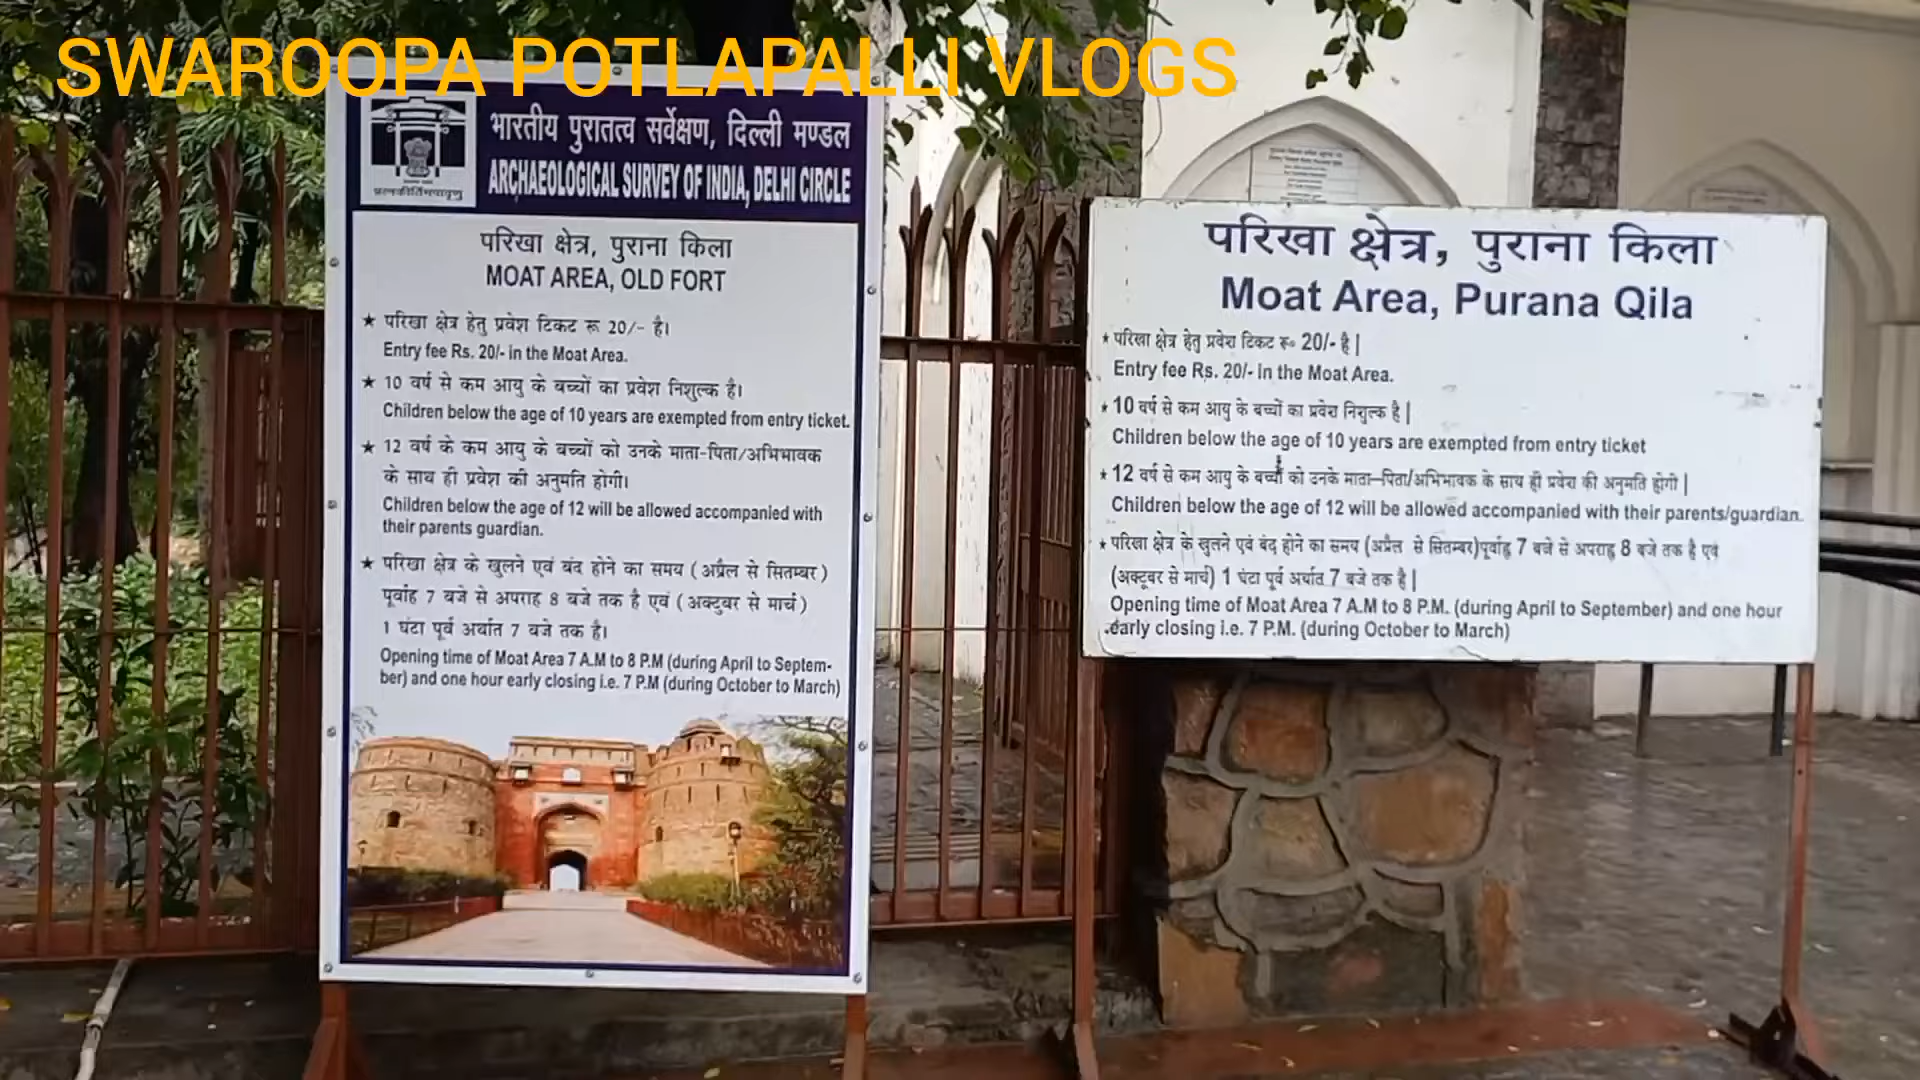 SWAROOPA POTLAPALLI VLOGS
भारतीय पुरातत्व सर्वेक्षण, दिल्ली मण्डल
ARCHAEOLOGICAL SURVEY OF INDIA, DELHI CIRCLE
प्रत्नकीर्तिमपावृणु
परिखा क्षेत्र, पुराना किला
MOAT AREA, OLD FORT
★ परिखा क्षेत्र हेतु प्रवेश टिकट रू 20/- है।
Entry fee Rs. 20/- in the Moat Area.
★ 10 वर्ष से कम आयु के बच्चों का प्रवेश निशुल्क है।
Children below the age of 10 years are exempted from entry ticket.
★ 12 वर्ष के कम आयु के बच्चों को उनके माता-पिता/अभिभावक
के साथ ही प्रवेश की अनुमति होगी।
Children below the age of 12 will be allowed accompanied with
their parents guardian.
★ परिखा क्षेत्र के खुलने एवं बंद होने का समय (अप्रैल से सितम्बर)
पूर्वाह 7 बजे से अपराह 8 बजे तक है एवं (अक्टुबर से मार्च)
1 घंटा पूर्व अर्थात 7 बजे तक है।
Opening time of Moat Area 7 A.M to 8 P.M (during April to Septem-
ber) and one hour early closing i.e. 7 P.M (during October to March)
परिखा क्षेत्र, पुराना किला
Moat Area, Purana Qila
★ परिखा क्षेत्र हेतु प्रवेश टिकट रू० 20/- है |
Entry fee Rs. 20/- in the Moat Area.
★ 10 वर्ष से कम आयु के बच्चों का प्रवेश निशुल्क है |
Children below the age of 10 years are exempted from entry ticket
★ 12 वर्ष से कम आयु के बच्चों को उनके माता–पिता/अभिभावक के साथ ही प्रवेश की अनुमति होगी |
Children below the age of 12 will be allowed accompanied with their parents/guardian.
★ परिखा क्षेत्र के खुलने एवं बंद होने का समय (अप्रैल से सितम्बर)पूर्वाह्न 7 बजे से अपराह्न 8 बजे तक है एवं
(अक्टूबर से मार्च) 1 घंटा पूर्व अर्थात 7 बजे तक है |
Opening time of Moat Area 7 A.M to 8 P.M. (during April to September) and one hour
early closing i.e. 7 P.M. (during October to March)